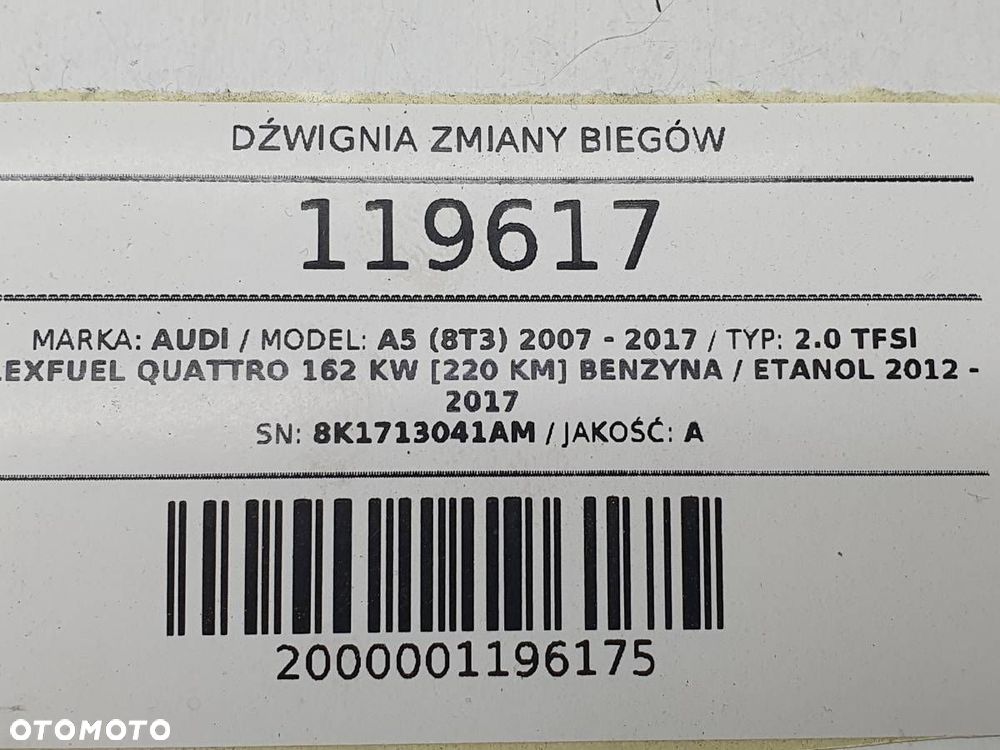 DŹWIGNIA ZMIANY BIEGÓW
119617
MARKA: AUDI / MODEL: A5 (8T3) 2007 - 2017 / TYP: 2.0 TFSI
LEXFUEL QUATTRO 162 KW [220 KM] BENZYNA / ETANOL 2012 -
2017
SN: 8K1713041AM / JAKOŚĆ: A
2000001196175
OTOMOTO